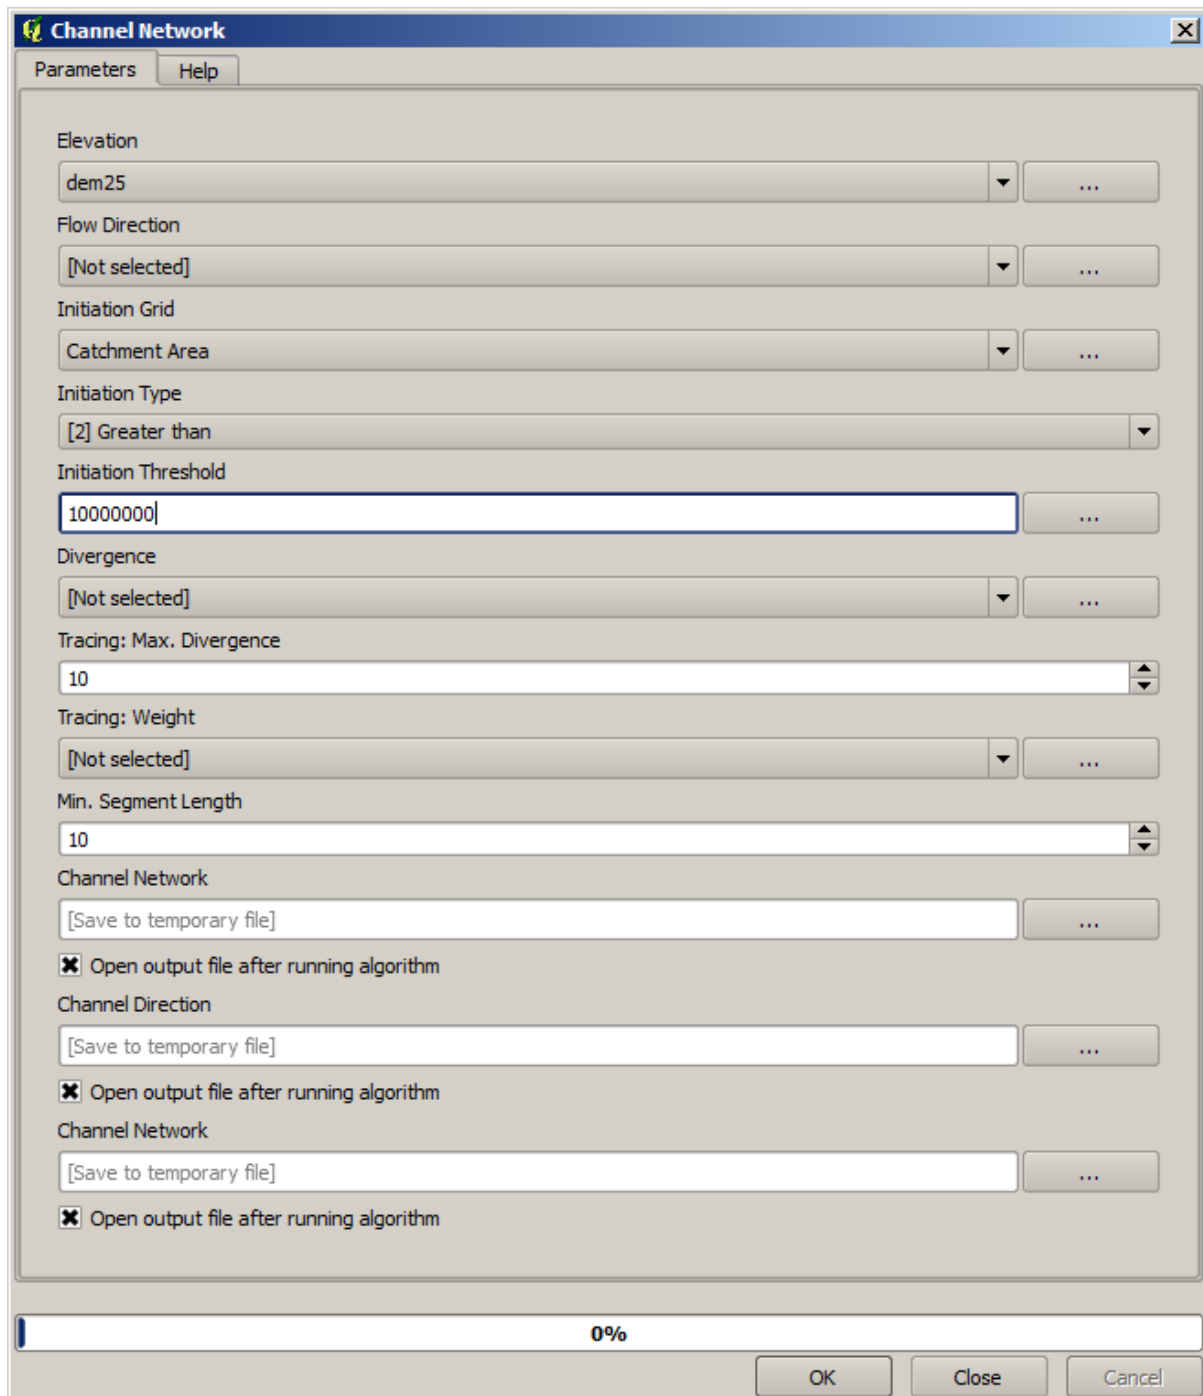 Channel Network
Parameters Help
Elevation
dem25
...
Flow Direction
[Not selected]
...
Initiation Grid
Catchment Area
...
Initiation Type
[2] Greater than
Initiation Threshold
10000000
...
Divergence
[Not selected]
...
Tracing: Max. Divergence
10
Tracing: Weight
[Not selected]
...
Min. Segment Length
10
Channel Network
[Save to temporary file]
...
Open output file after running algorithm
Channel Direction
[Save to temporary file]
...
Open output file after running algorithm
Channel Network
[Save to temporary file]
...
Open output file after running algorithm
0%
OK Close Cancel